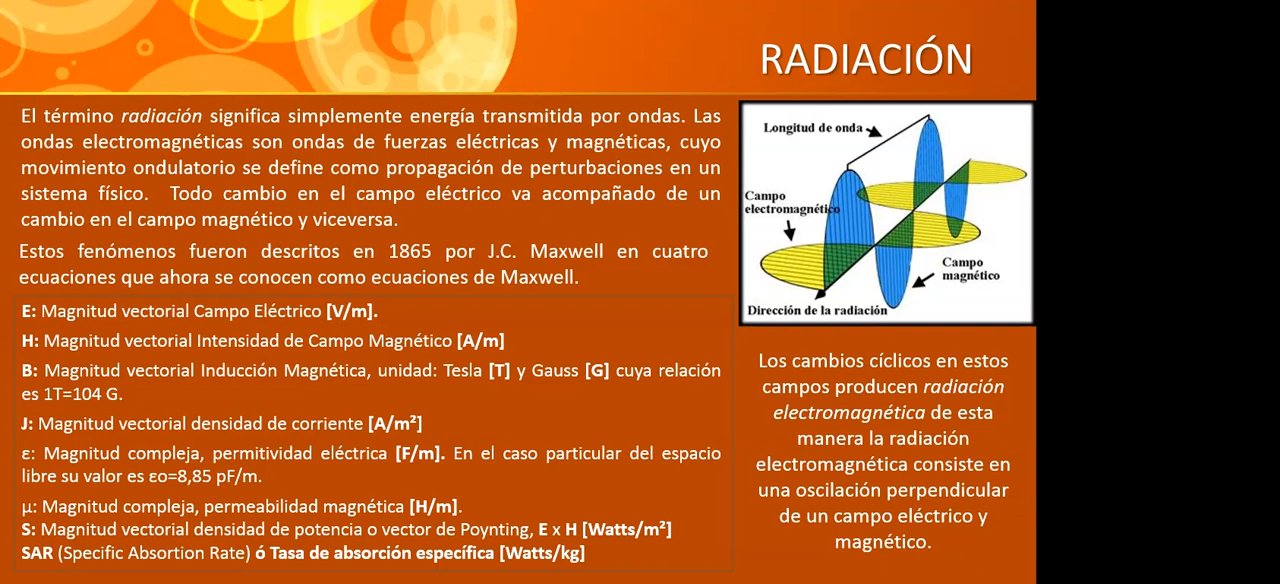 RADIACIÓN
El término radiación significa simplemente energía transmitida por ondas. Las
ondas electromagnéticas son ondas de fuerzas eléctricas y magnéticas, cuyo
movimiento ondulatorio se define como propagación de perturbaciones en un
sistema físico. Todo cambio en el campo eléctrico va acompañado de un
cambio en el campo magnético y viceversa.
Estos fenómenos fueron descritos en 1865 por J.C. Maxwell en cuatro
ecuaciones que ahora se conocen como ecuaciones de Maxwell.
E: Magnitud vectorial Campo Eléctrico [V/m].
H: Magnitud vectorial Intensidad de Campo Magnético [A/m]
B: Magnitud vectorial Inducción Magnética, unidad: Tesla [T] y Gauss [G] cuya relación
es 1T=104 G.
J: Magnitud vectorial densidad de corriente [A/m²]
ε: Magnitud compleja, permitividad eléctrica [F/m]. En el caso particular del espacio
libre su valor es εo=8,85 pF/m.
μ: Magnitud compleja, permeabilidad magnética [H/m].
S: Magnitud vectorial densidad de potencia o vector de Poynting, E x H [Watts/m²]
SAR (Specific Absortion Rate) ó Tasa de absorción específica [Watts/kg]
Longitud de onda
Campo
electromagnético
Campo
magnético
Dirección de la radiación
Los cambios cíclicos en estos
campos producen radiación
electromagnética de esta
manera la radiación
electromagnética consiste en
una oscilación perpendicular
de un campo eléctrico y
magnético.